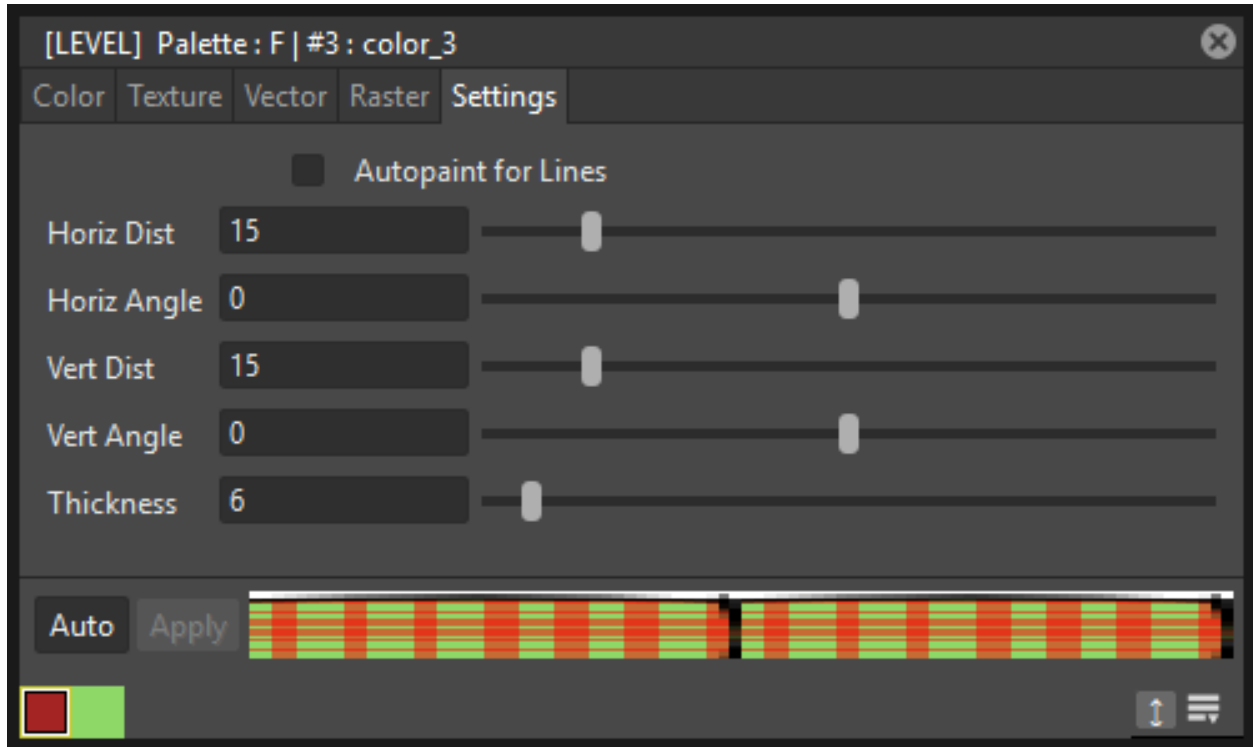 [LEVEL] Palette : F | #3 : color_3
Color Texture Vector Raster Settings
Autopaint for Lines
Horiz Dist 15
Horiz Angle 0
Vert Dist 15
Vert Angle 0
Thickness 6
Auto Apply